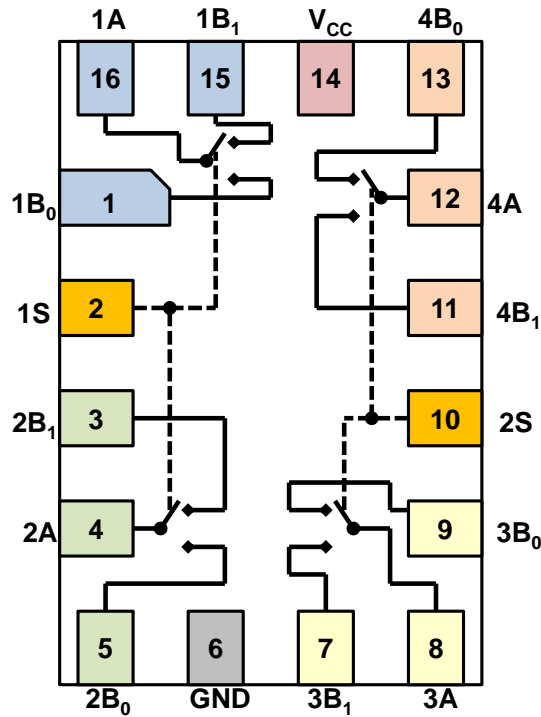 1A 1B₁ V_CC 4B₀
16 15 14 13
1B₀ 1 12 4A
1S 2 11 4B₁
2B₁ 3 10 2S
2A 4 9 3B₀
5 6 7 8
2B₀ GND 3B₁ 3A